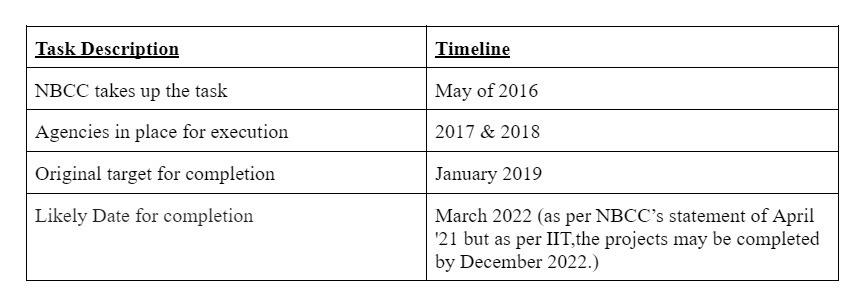 Task Description
Timeline
NBCC takes up the task
May of 2016
Agencies in place for execution
2017 & 2018
Original target for completion
January 2019
Likely Date for completion
March 2022 (as per NBCC’s statement of April
'21 but as per IIT,the projects may be completed
by December 2022.)